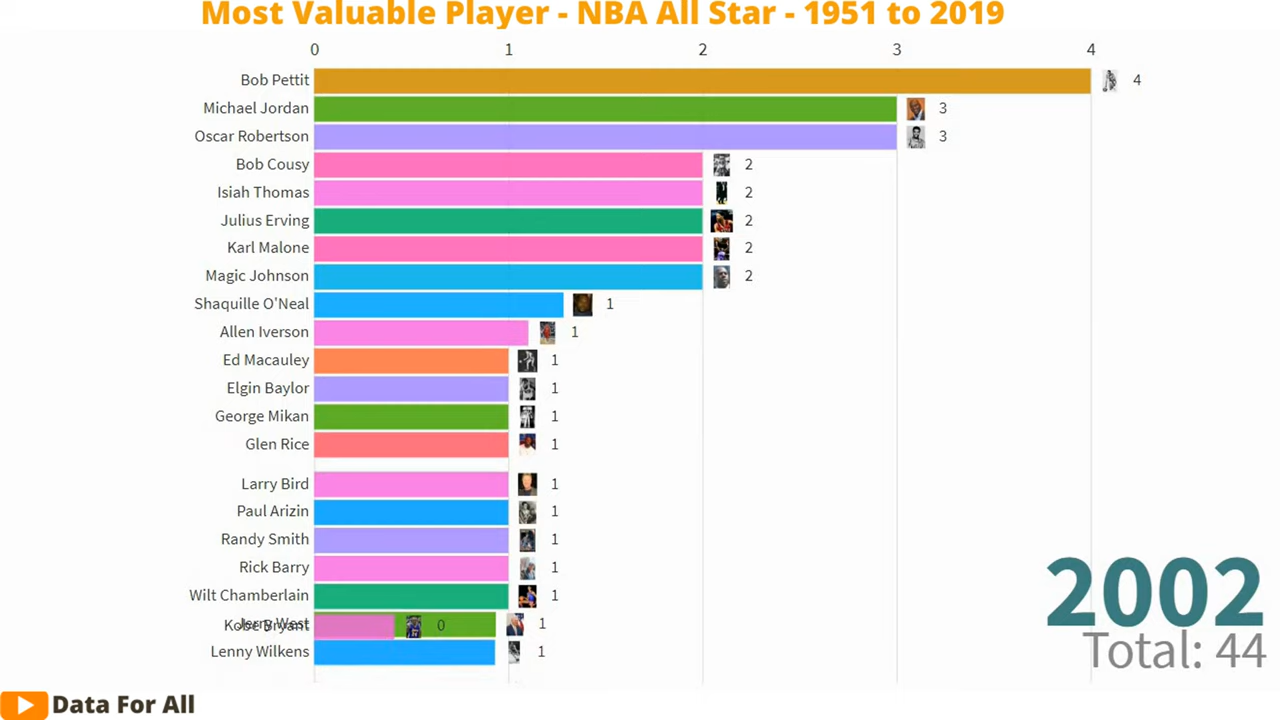 Most Valuable Player - NBA All Star - 1951 to 2019
0 1 2 3 4
Bob Pettit 4
Michael Jordan 3
Oscar Robertson 3
Bob Cousy 2
Isiah Thomas 2
Julius Erving 2
Karl Malone 2
Magic Johnson 2
Shaquille O'Neal 1
Allen Iverson 1
Ed Macauley 1
Elgin Baylor 1
George Mikan 1
Glen Rice 1
Larry Bird 1
Paul Arizin 1
Randy Smith 1
Rick Barry 1
Wilt Chamberlain 1
Jerry West 1
Kobe Bryant 0
Lenny Wilkens 1
2002
Total: 44
Data For All